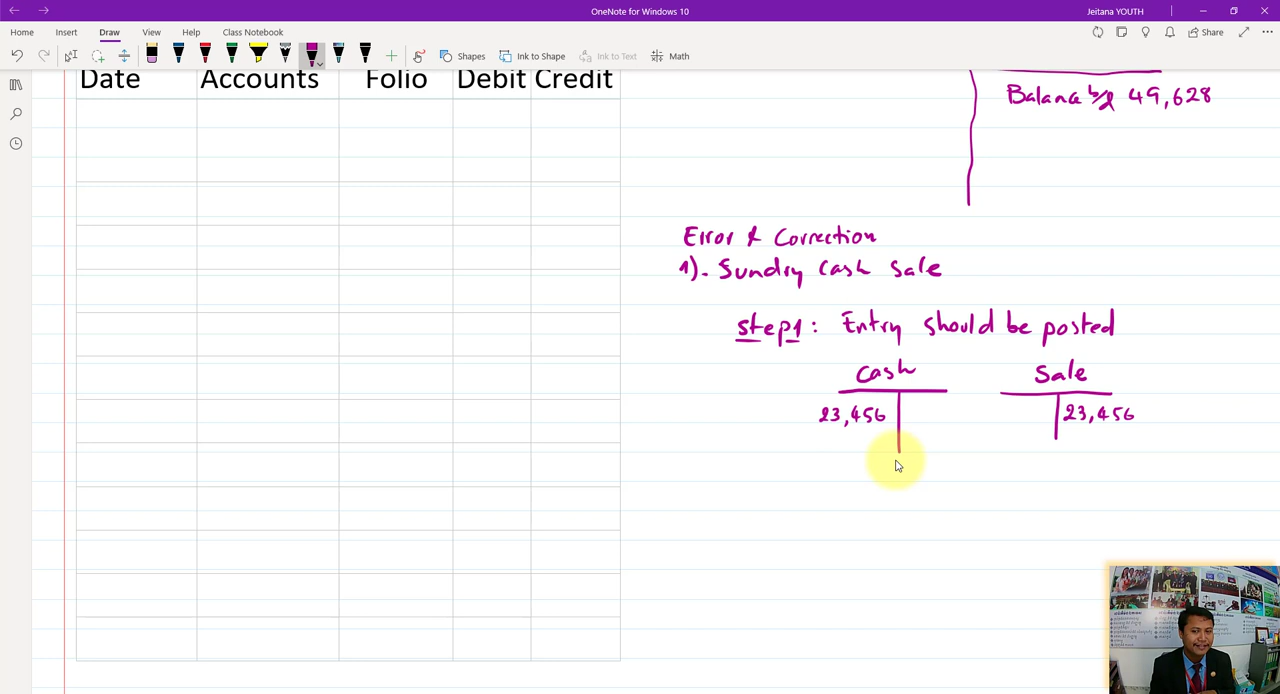 OneNote for Windows 10
Jeitana YOUTH
Home Insert Draw View Help Class Notebook
Share
Shapes Ink to Shape Ink to Text Math
Date Accounts Folio Debit Credit
Balance b/d 49,628
Error & Correction
1). Sundry cash sale
step1: Entry should be posted
cash Sale
23,456 23,456